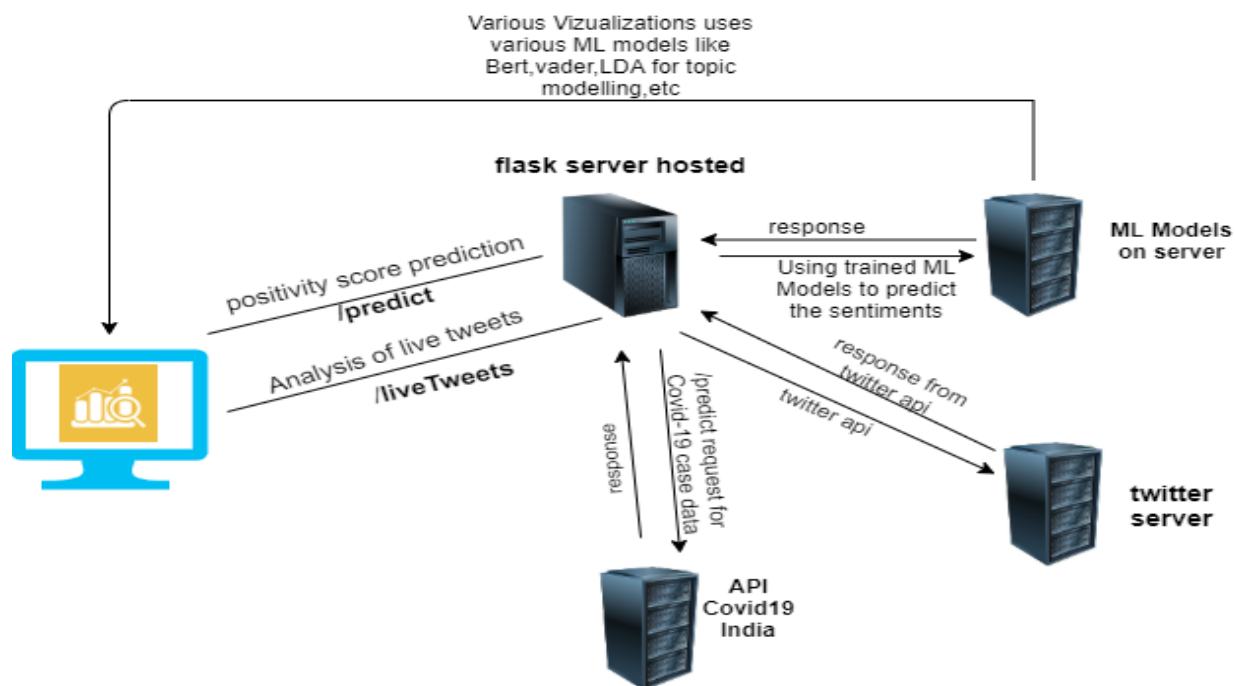 Various Vizualizations uses
various ML models like
Bert,vader,LDA for topic
modelling,etc
flask server hosted
positivity score prediction
/predict
Analysis of live tweets
/liveTweets
response
Using trained ML
Models to predict
the sentiments
ML Models
on server
response from
twitter api
twitter api
/predict request for
Covid-19 case data
response
twitter
server
API
Covid19
India